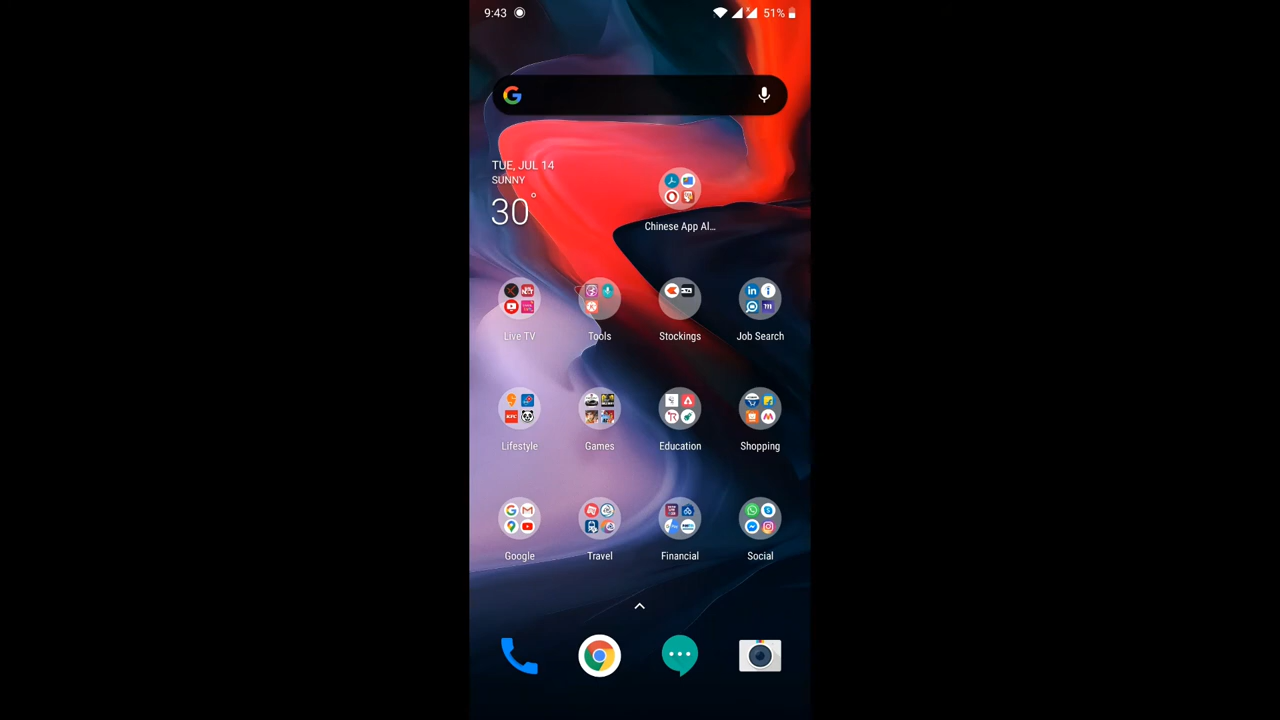 9:43
51%
TUE, JUL 14
SUNNY
30°
Chinese App Al…
Live TV
Tools
Stockings
Job Search
Lifestyle
Games
Education
Shopping
Google
Travel
Financial
Social